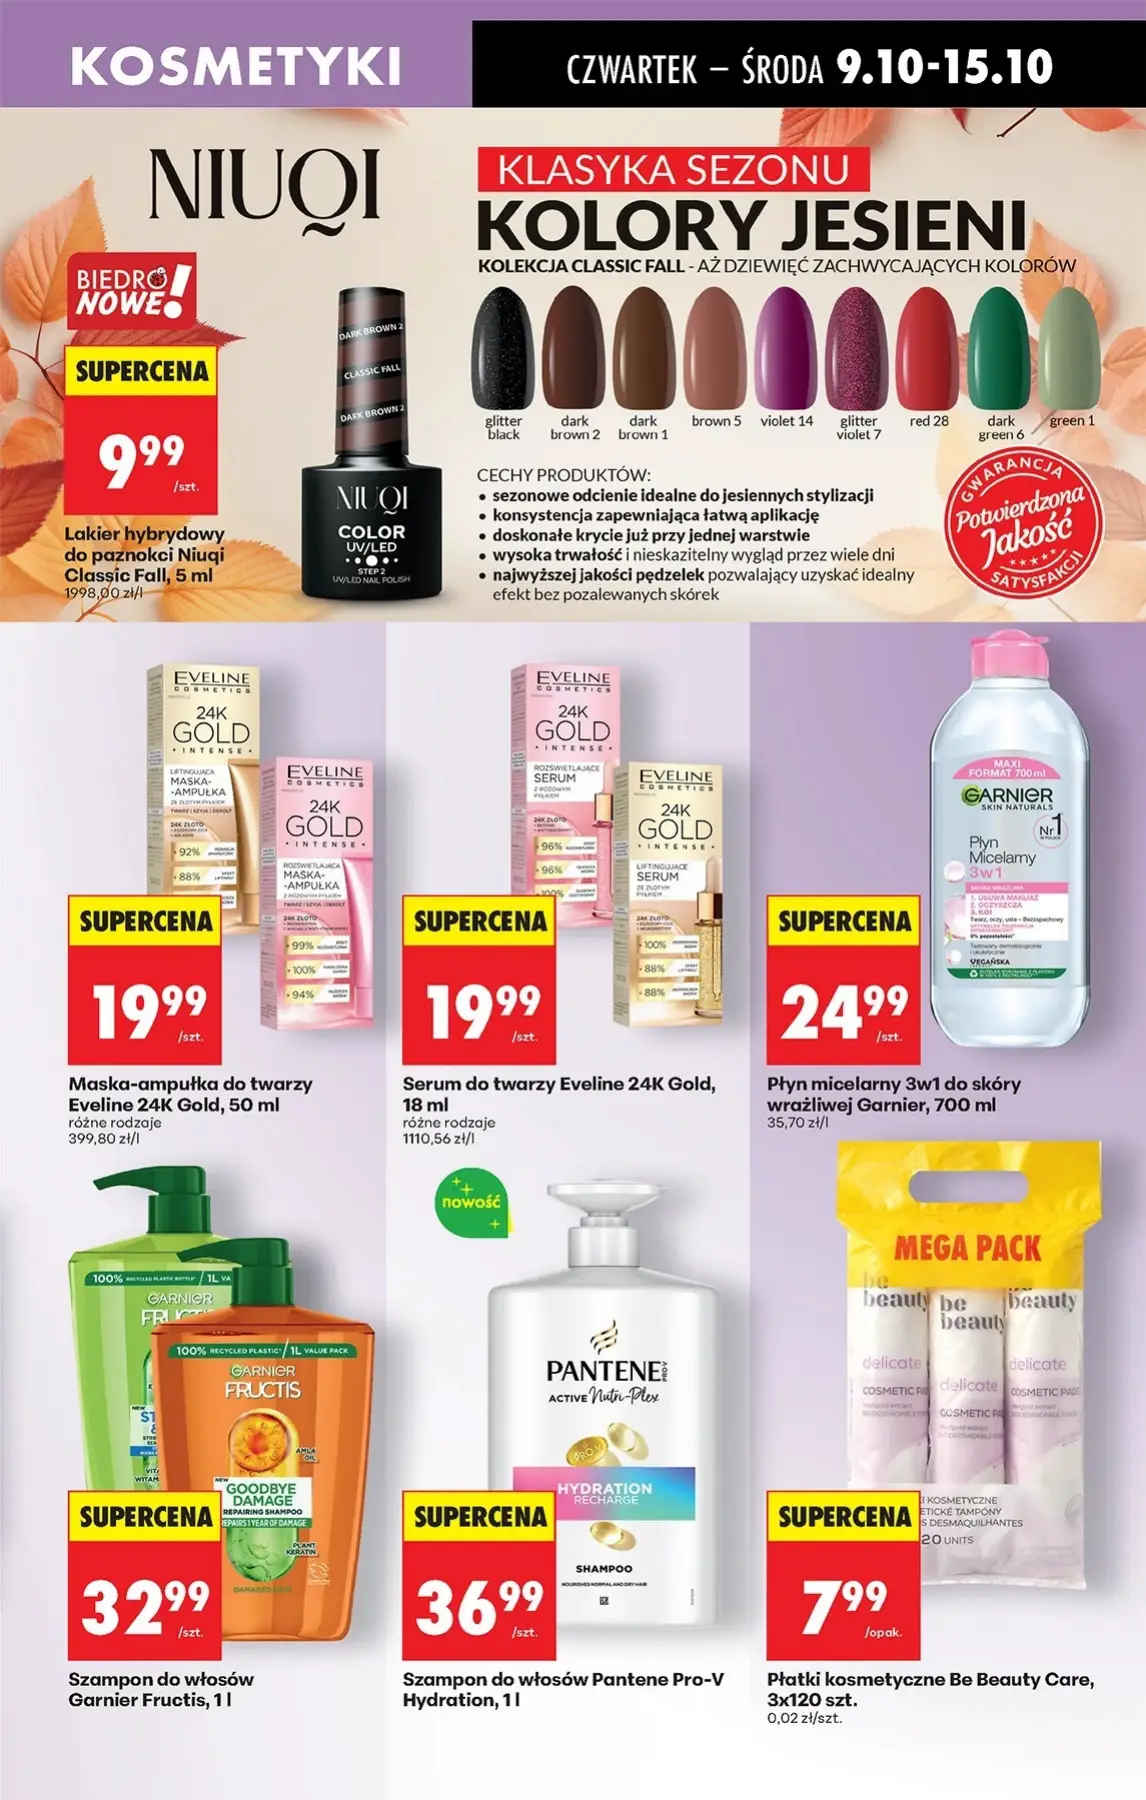 KOSMETYKI
CZWARTEK – ŚRODA 9.10-15.10
NIUQI
KLASYKA SEZONU
KOLORY JESIENI
KOLEKCJA CLASSIC FALL - AŻ DZIEWIĘĆ ZACHWYCAJĄCYCH KOLORÓW
BIEDRO
NOWE!
SUPERCENA
9.99
/szt.
Lakier hybrydowy
do paznokci Niuqi
Classic Fall, 5 ml
1998,00 zł/l
DARK BROWN 2
CLASSIC FALL
DARK BROWN 2
NIUQI
COLOR
UV/LED
STEP 2
UV/LED NAIL POLISH
glitter black
dark brown 2
dark brown 1
brown 5
violet 14
glitter violet 7
red 28
dark green 6
green 1
CECHY PRODUKTÓW:
• sezonowe odcienie idealne do jesiennych stylizacji
• konsystencja zapewniająca łatwą aplikację
• doskonałe krycie już przy jednej warstwie
• wysoka trwałość i nieskazitelny wygląd przez wiele dni
• najwyższej jakości pędzelek pozwalający uzyskać idealny
efekt bez pozalewanych skórek
GWARANCJA
Potwierdzona
Jakość
SATYSFAKCJI
EVELINE
COSMETICS
24K
GOLD
• INTENSE •
LIFTINGUJĄCA
MASKA-
-AMPUŁKA
ZE ZŁOTYM PYŁKIEM
TWARZ | SZYJA | DEKOLT
24K ZŁOTO
92%
88%
EVELINE
COSMETICS
24K
GOLD
• INTENSE •
ROZŚWIETLAJĄCA
MASKA-
-AMPUŁKA
Z RÓŻOWYM PYŁKIEM
TWARZ | SZYJA | DEKOLT
24K ZŁOTO
99%
100%
94%
SUPERCENA
19.99
/szt.
Maska-ampułka do twarzy
Eveline 24K Gold, 50 ml
różne rodzaje
399,80 zł/l
EVELINE
COSMETICS
24K
GOLD
• INTENSE •
ROZŚWIETLAJĄCE
SERUM
Z RÓŻOWYM
PYŁKIEM
24K ZŁOTO
96%
96%
100%
EVELINE
COSMETICS
24K
GOLD
• INTENSE •
LIFTINGUJĄCE
SERUM
ZE ZŁOTYM
PYŁKIEM
24K ZŁOTO
100%
88%
88%
SUPERCENA
19.99
/szt.
Serum do twarzy Eveline 24K Gold,
18 ml
różne rodzaje
1110,56 zł/l
MAXI
FORMAT 700 ml
GARNIER
SKIN NATURALS
Nr 1
W POLSCE
Płyn
Micelarny
3w1
SKÓRA WRAŻLIWA
1. USUWA MAKIJAŻ
2. OCZYSZCZA
3. KOI
Twarz, oczy, usta - Bezzapachowy
Testowany dermatologicznie
i okulistycznie
WEGAŃSKA
SUPERCENA
24.99
/szt.
Płyn micelarny 3w1 do skóry
wrażliwej Garnier, 700 ml
35,70 zł/l
100% RECYCLED PLASTIC BOTTLE / 1L VA
GARNIER
FRUCTIS
100% RECYCLED PLASTIC / 1L VALUE PACK
GARNIER
FRUCTIS
AMLA
OIL
NEW
GOODBYE
DAMAGE
REPAIRING SHAMPOO
REPAIRS 1 YEAR OF DAMAGE
PLANT
KERATIN
DAMAGED HAIR
SUPERCENA
32.99
/szt.
Szampon do włosów
Garnier Fructis, 1 l
nowość
PANTENE
PRO-V
ACTIVE Nutri-Plex
PRO-V
HYDRATION
RECHARGE
SHAMPOO
NOURISHES NORMAL AND DRY HAIR
SUPERCENA
36.99
/szt.
Szampon do włosów Pantene Pro-V
Hydration, 1 l
MEGA PACK
be
beauty
delicate
COSMETIC PADS
be
beauty
delicate
COSMETIC PADS
be
beauty
delicate
COSMETIC PADS
I KOSMETYCZNE
ETICKÉ TAMPÓNY
S DESMAQUILHANTES
20 UNITS
SUPERCENA
7.99
/opak.
Płatki kosmetyczne Be Beauty Care,
3x120 szt.
0,02 zł/szt.